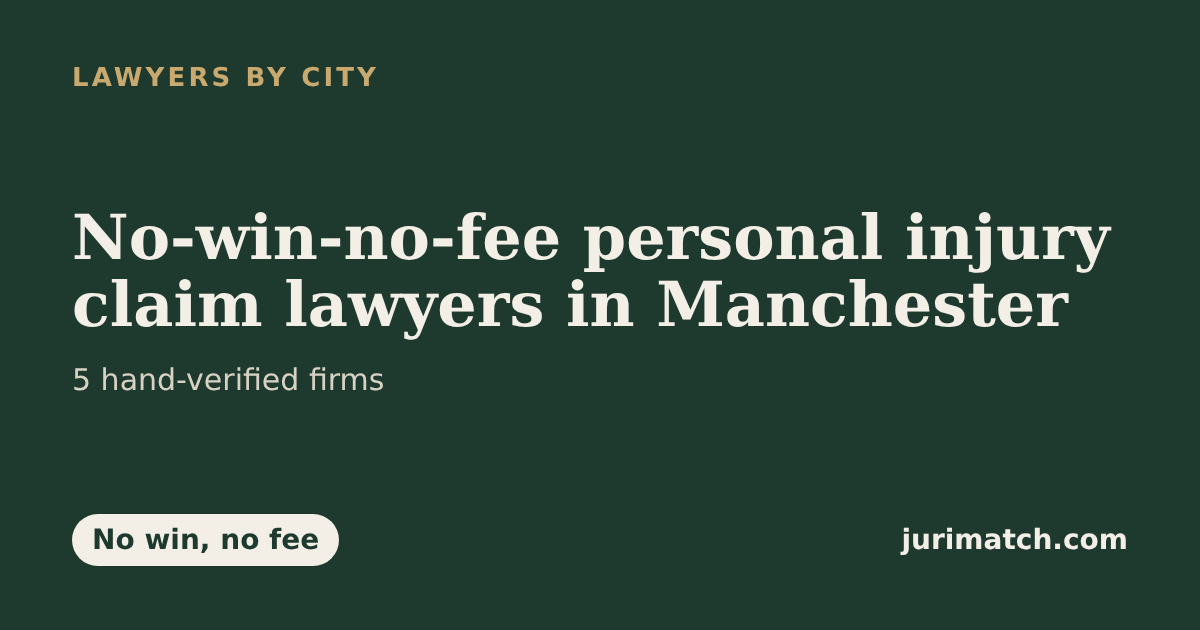 LAWYERS BY CITY
No-win-no-fee personal injury
claim lawyers in Manchester
5 hand-verified firms
No win, no fee
jurimatch.com